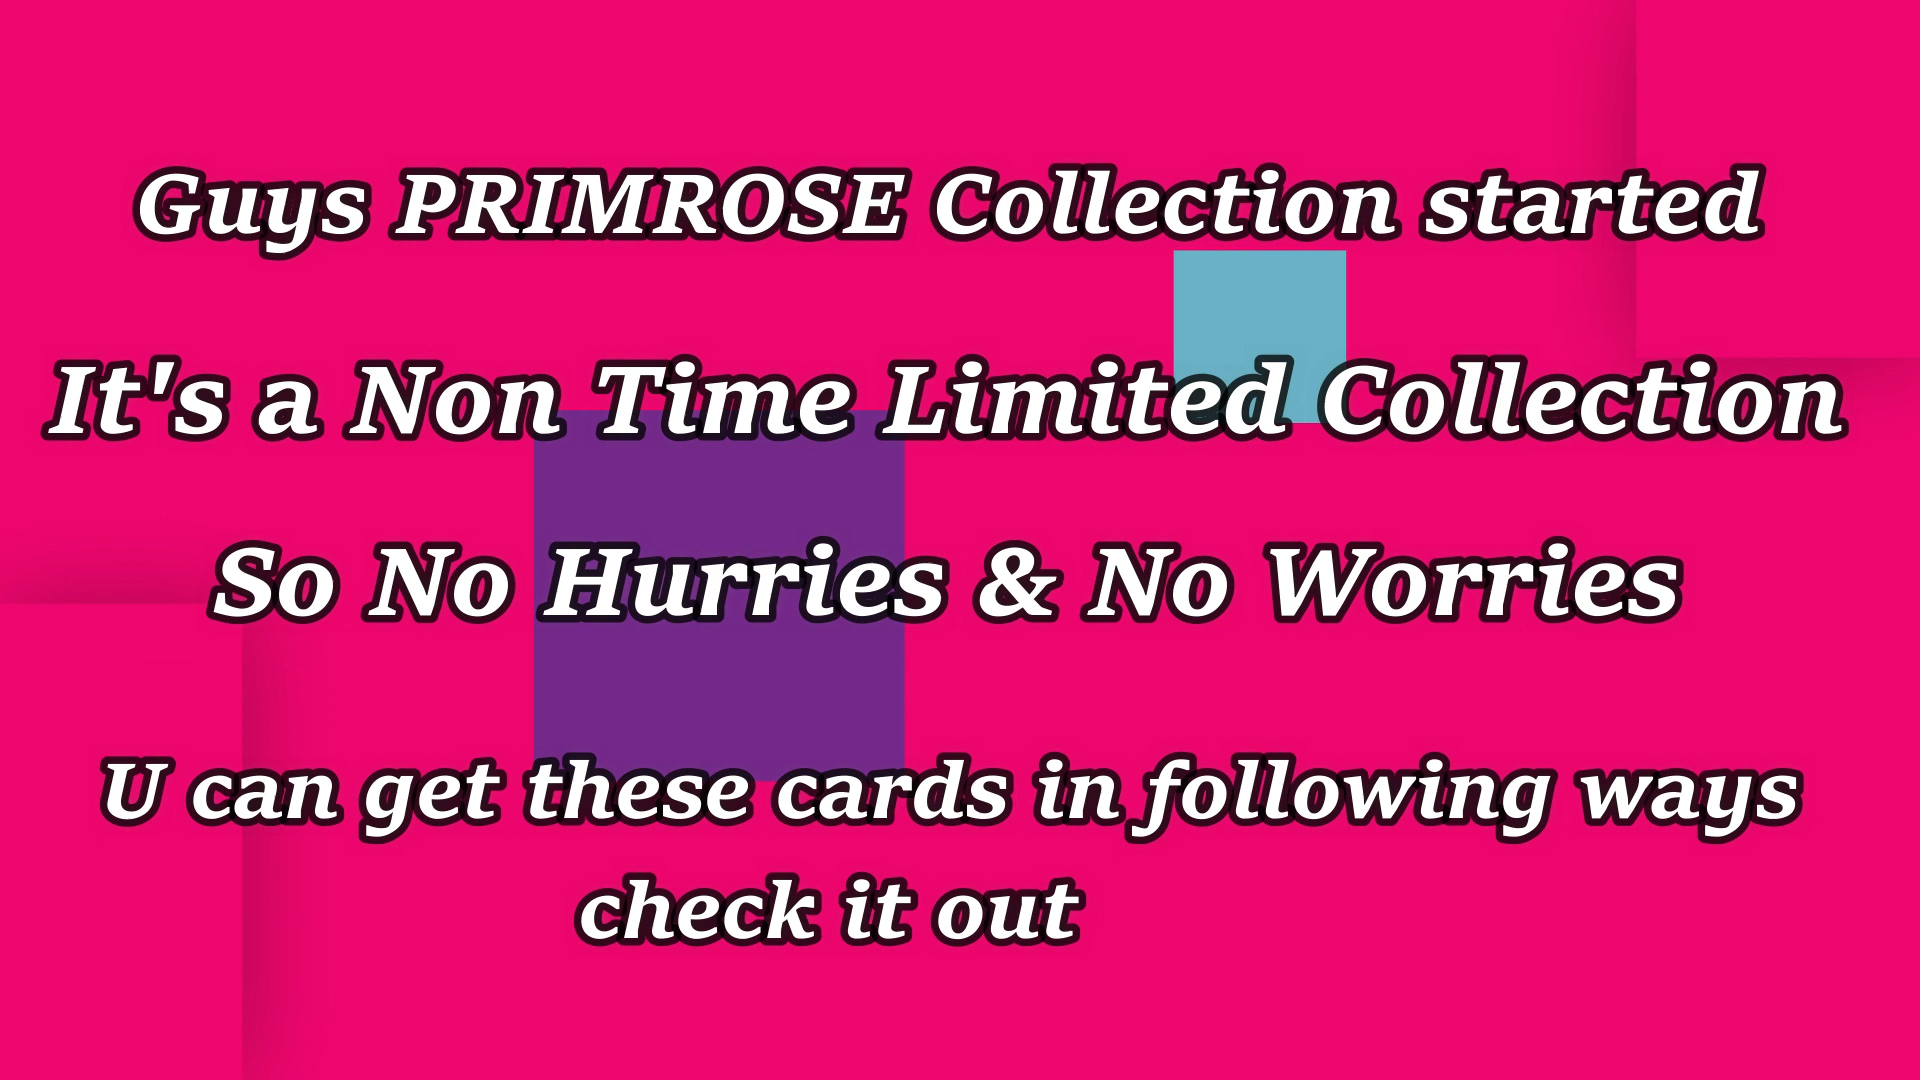 Guys PRIMROSE Collection started
It's a Non Time Limited Collection
So No Hurries & No Worries
U can get these cards in following ways
check it out